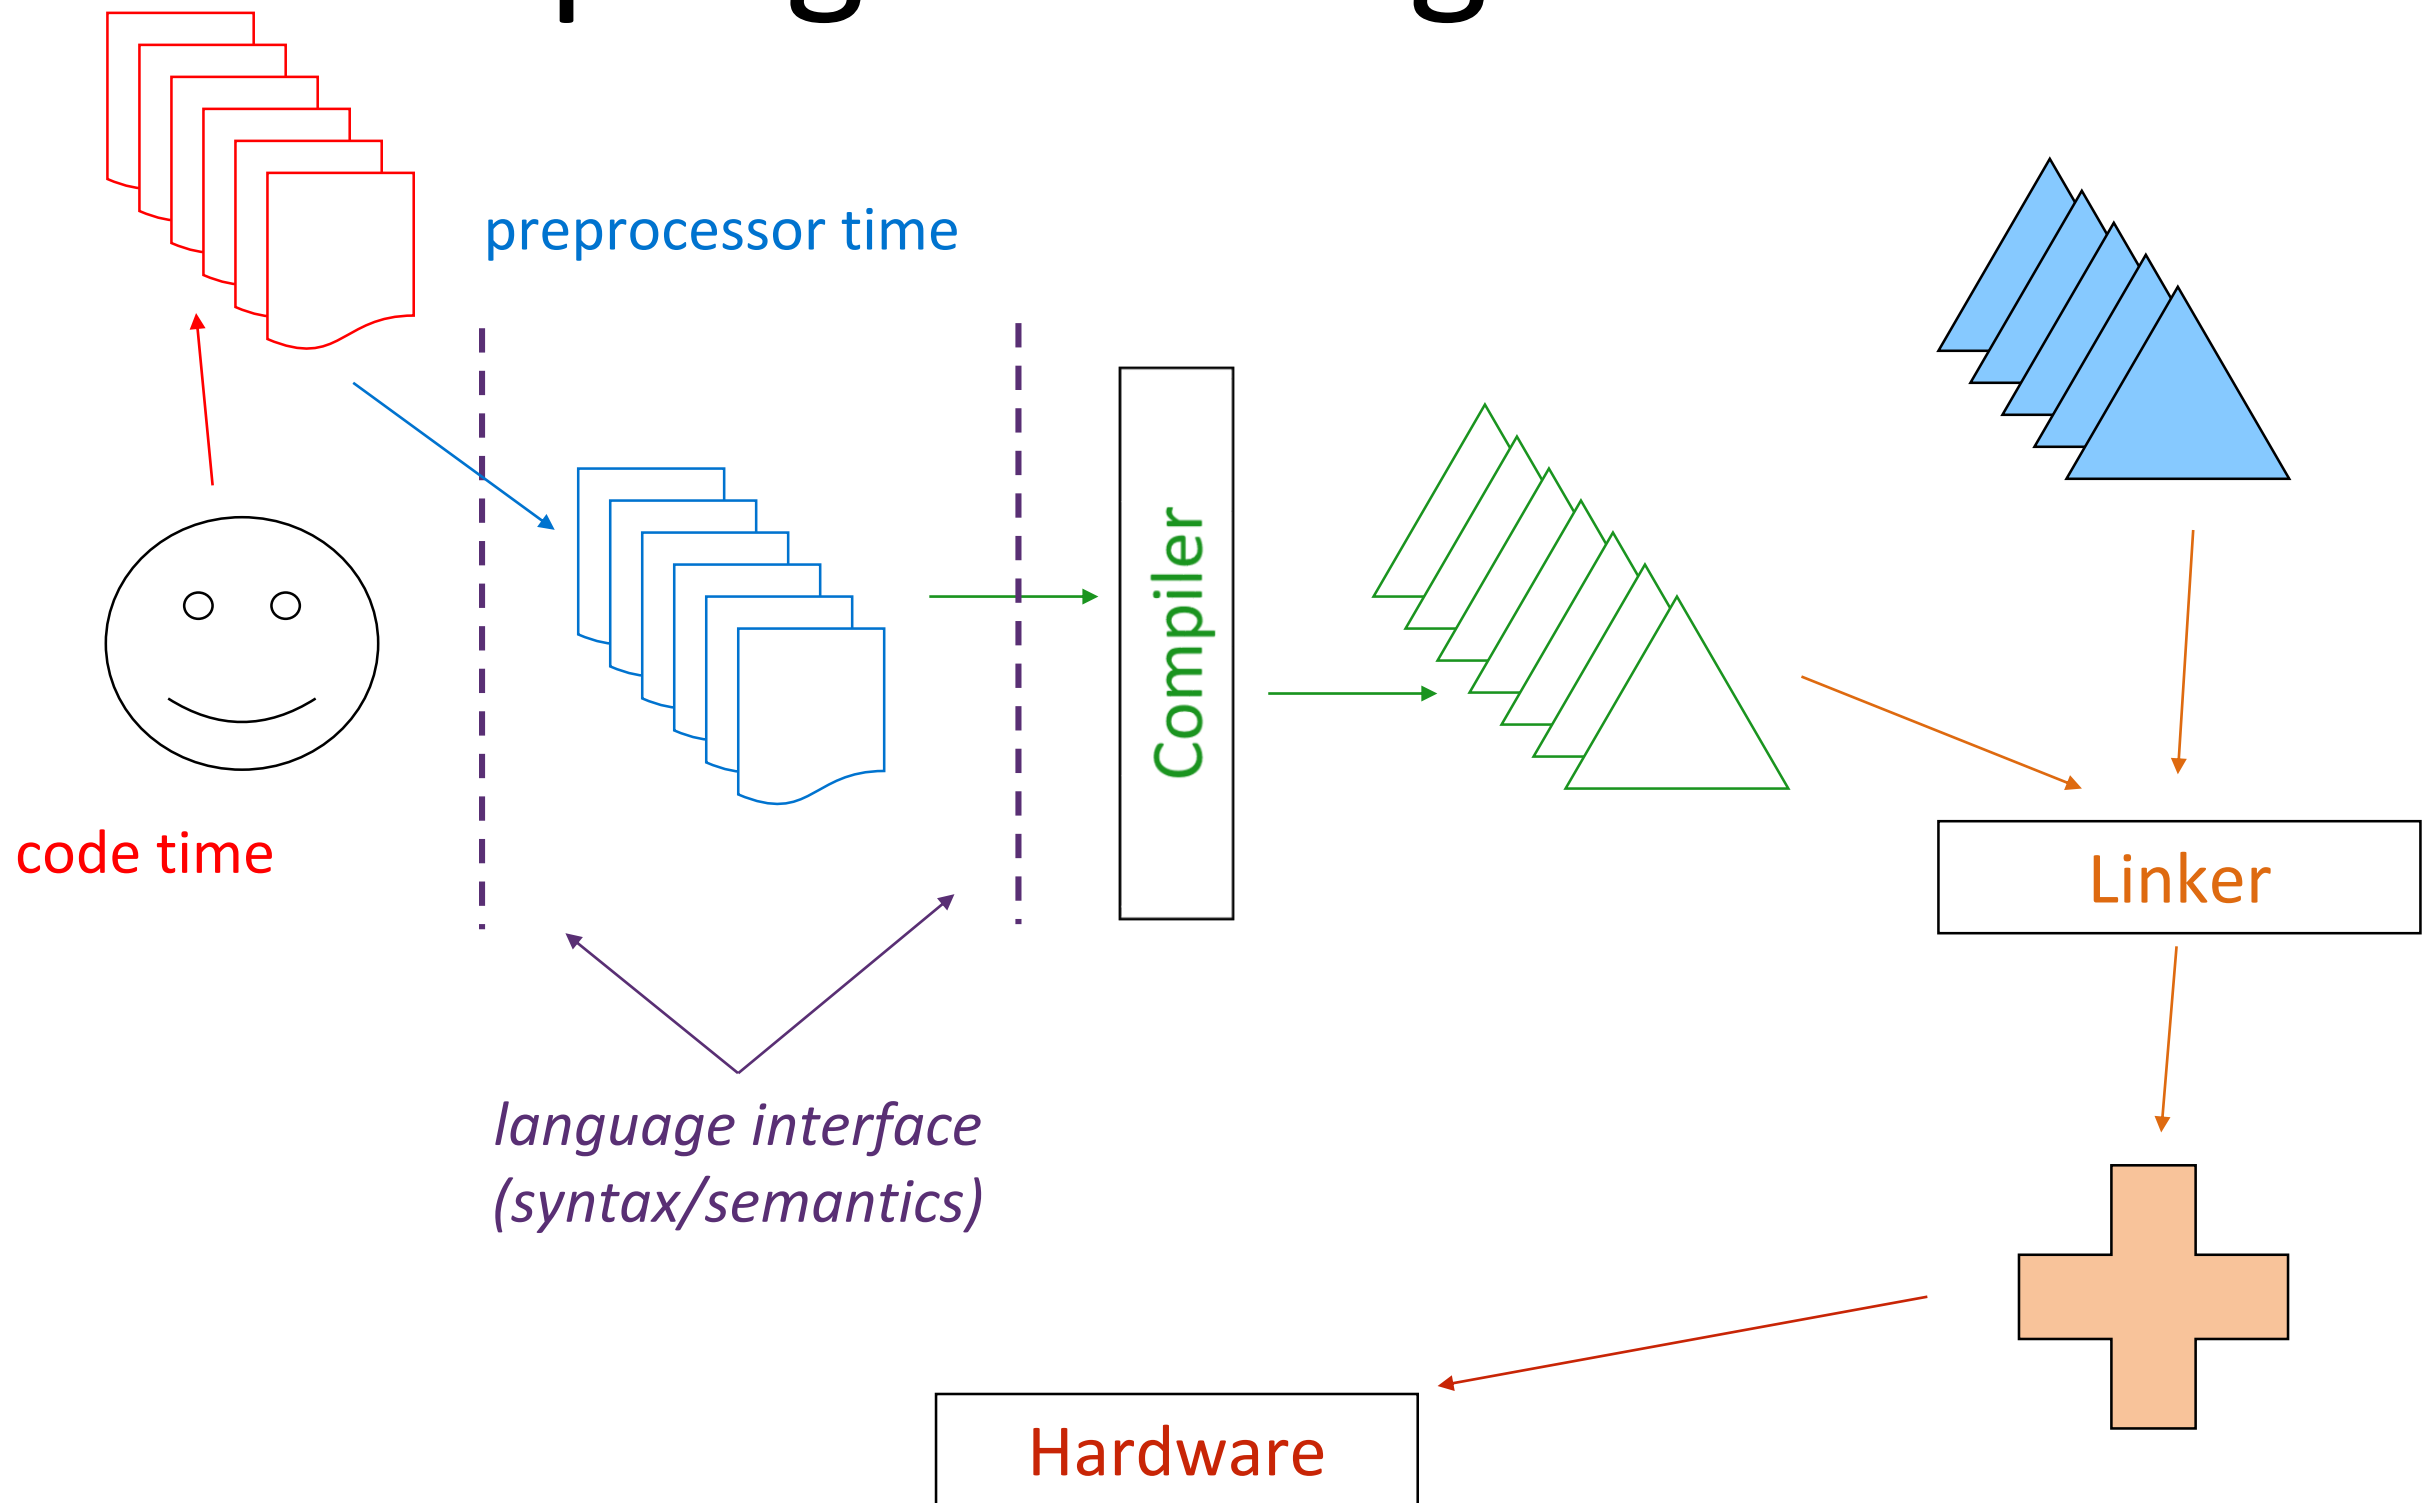 preprocessor time
Compiler
code time
Linker
language interface
(syntax/semantics)
Hardware